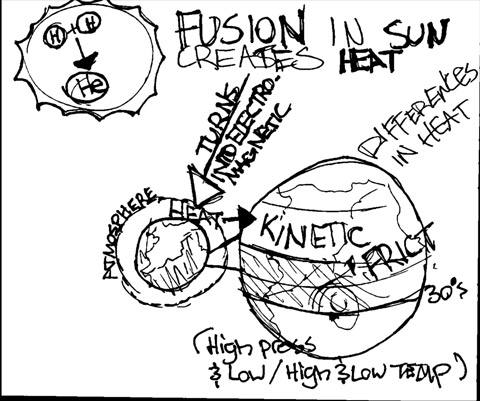 H + H
He
FUSION IN SUN
CREATES HEAT
TURNS
INTO ELECTRO-
MAGNETIC
DIFFERENCES
IN HEAT
ATMOSPHERE
HEAT
KINETIC
+ FRICT
30°s
(High press
& Low / High & Low TEMP)